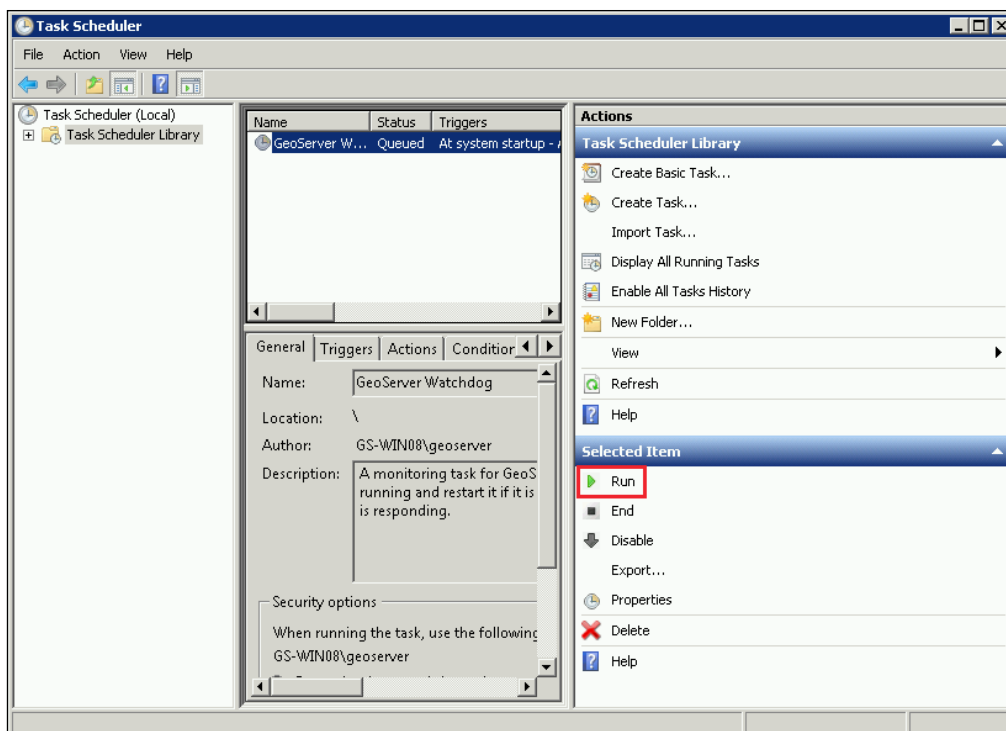 Task Scheduler
File Action View Help
Task Scheduler (Local)
Task Scheduler Library
Name Status Triggers
GeoServer W... Queued At system startup -
General Triggers Actions Condition
Name: GeoServer Watchdog
Location: \
Author: GS-WIN08\geoserver
Description: A monitoring task for GeoS
running and restart it if it is
is responding.
Security options
When running the task, use the following
GS-WIN08\geoserver
Actions
Task Scheduler Library
Create Basic Task...
Create Task...
Import Task...
Display All Running Tasks
Enable All Tasks History
New Folder...
View
Refresh
Help
Selected Item
Run
End
Disable
Export...
Properties
Delete
Help